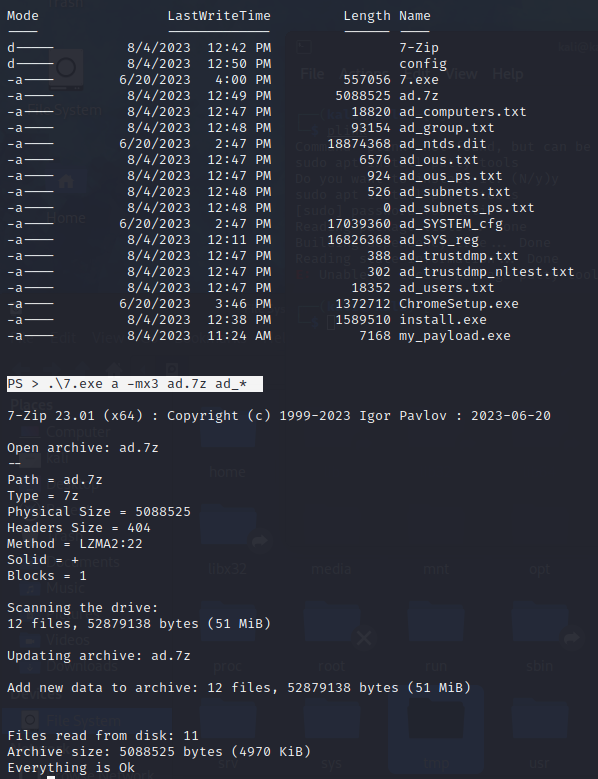 Mode LastWriteTime Length Name
---- ------------- ------ ----
d----- 8/4/2023 12:42 PM 7-Zip
d----- 8/4/2023 12:50 PM config
-a---- 6/20/2023 4:00 PM 557056 7.exe
-a---- 8/4/2023 12:49 PM 5088525 ad.7z
-a---- 8/4/2023 12:47 PM 18820 ad_computers.txt
-a---- 8/4/2023 12:48 PM 93154 ad_group.txt
-a---- 6/20/2023 2:47 PM 18874368 ad_ntds.dit
-a---- 8/4/2023 12:47 PM 6576 ad_ous.txt
-a---- 8/4/2023 12:47 PM 924 ad_ous_ps.txt
-a---- 8/4/2023 12:48 PM 526 ad_subnets.txt
-a---- 8/4/2023 12:48 PM 0 ad_subnets_ps.txt
-a---- 6/20/2023 2:47 PM 17039360 ad_SYSTEM_cfg
-a---- 8/4/2023 12:11 PM 16826368 ad_SYS_reg
-a---- 8/4/2023 12:47 PM 388 ad_trustdmp.txt
-a---- 8/4/2023 12:47 PM 302 ad_trustdmp_nltest.txt
-a---- 8/4/2023 12:47 PM 18352 ad_users.txt
-a---- 6/20/2023 3:46 PM 1372712 ChromeSetup.exe
-a---- 8/4/2023 12:38 PM 1589510 install.exe
-a---- 8/4/2023 11:24 AM 7168 my_payload.exe
PS > .\7.exe a -mx3 ad.7z ad_*
7-Zip 23.01 (x64) : Copyright (c) 1999-2023 Igor Pavlov : 2023-06-20
Open archive: ad.7z
--
Path = ad.7z
Type = 7z
Physical Size = 5088525
Headers Size = 404
Method = LZMA2:22
Solid = +
Blocks = 1
Scanning the drive:
12 files, 52879138 bytes (51 MiB)
Updating archive: ad.7z
Add new data to archive: 12 files, 52879138 bytes (51 MiB)
Files read from disk: 11
Archive size: 5088525 bytes (4970 KiB)
Everything is Ok